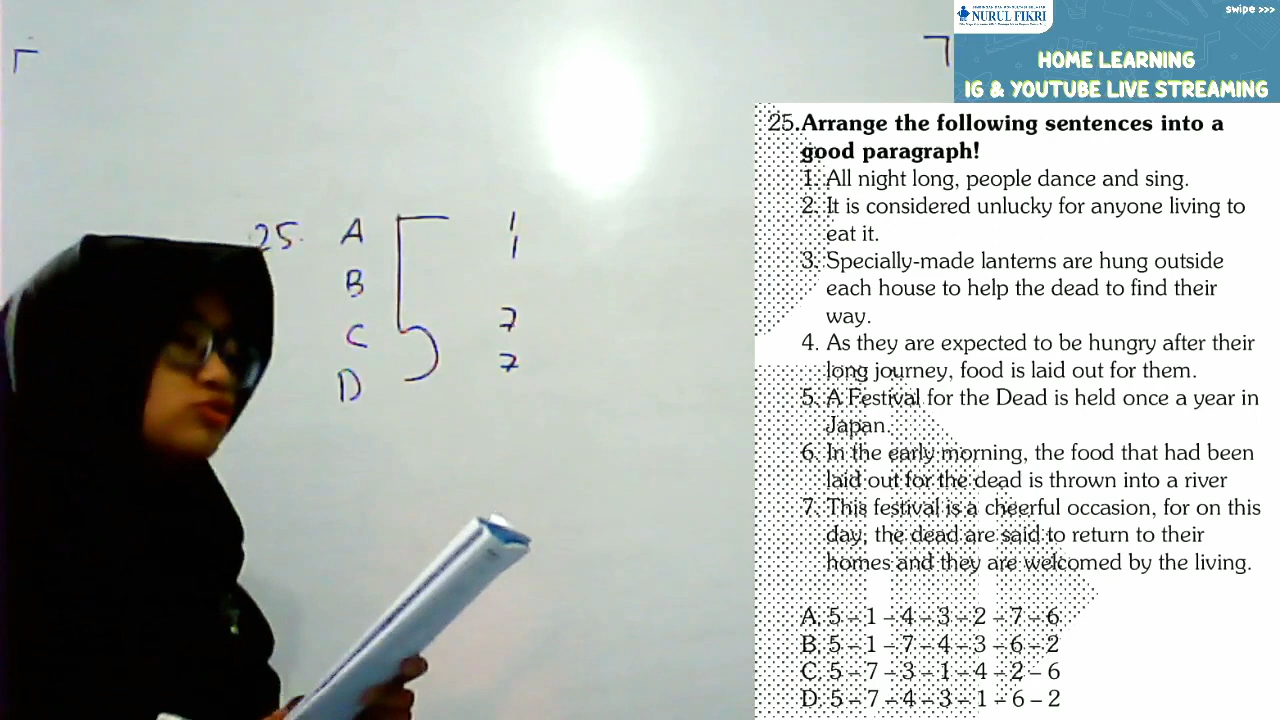 swipe >>>
NURUL FIKRI
HOME LEARNING
IG & YOUTUBE LIVE STREAMING
25. A
B
C
D
1
1
7
7
25. Arrange the following sentences into a
good paragraph!
1. All night long, people dance and sing.
2. It is considered unlucky for anyone living to
eat it.
3. Specially-made lanterns are hung outside
each house to help the dead to find their
way.
4. As they are expected to be hungry after their
long journey, food is laid out for them.
5. A Festival for the Dead is held once a year in
Japan.
6. In the early morning, the food that had been
laid out for the dead is thrown into a river
7. This festival is a cheerful occasion, for on this
day, the dead are said to return to their
homes and they are welcomed by the living.
A. 5 – 1 – 4 – 3 – 2 – 7 – 6
B. 5 – 1 – 7 – 4 – 3 – 6 – 2
C. 5 – 7 – 3 – 1 – 4 – 2 – 6
D. 5 – 7 – 4 – 3 – 1 – 6 – 2